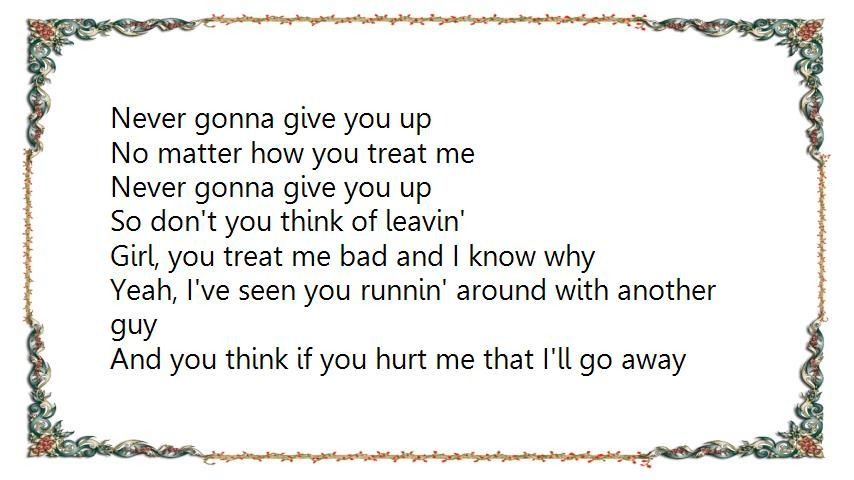 Never gonna give you up
No matter how you treat me
Never gonna give you up
So don't you think of leavin'
Girl, you treat me bad and I know why
Yeah, I've seen you runnin' around with another
guy
And you think if you hurt me that I'll go away